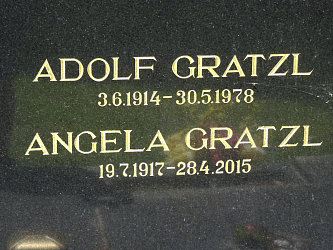 ADOLF GRATZL
3.6.1914-30.5.1978
ANGELA GRATZL
19.7.1917-28.4.2015